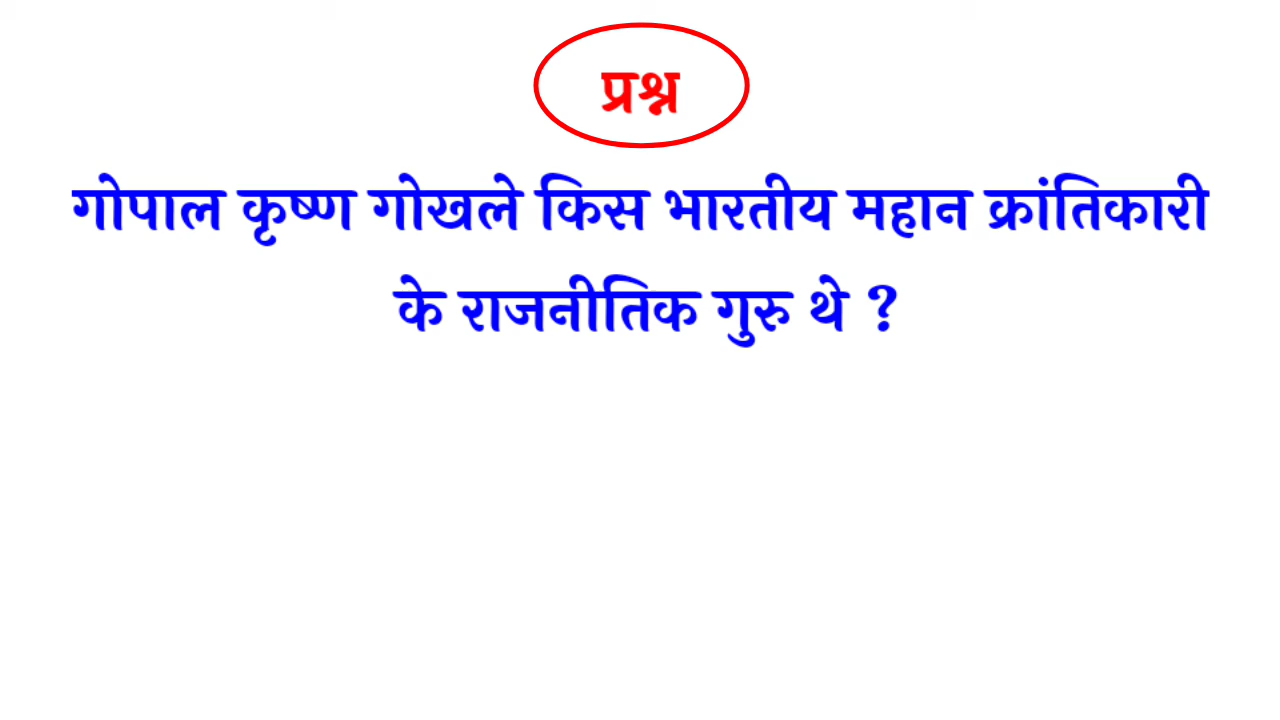 प्रश्न
गोपाल कृष्ण गोखले किस भारतीय महान क्रांतिकारी
के राजनीतिक गुरु थे ?